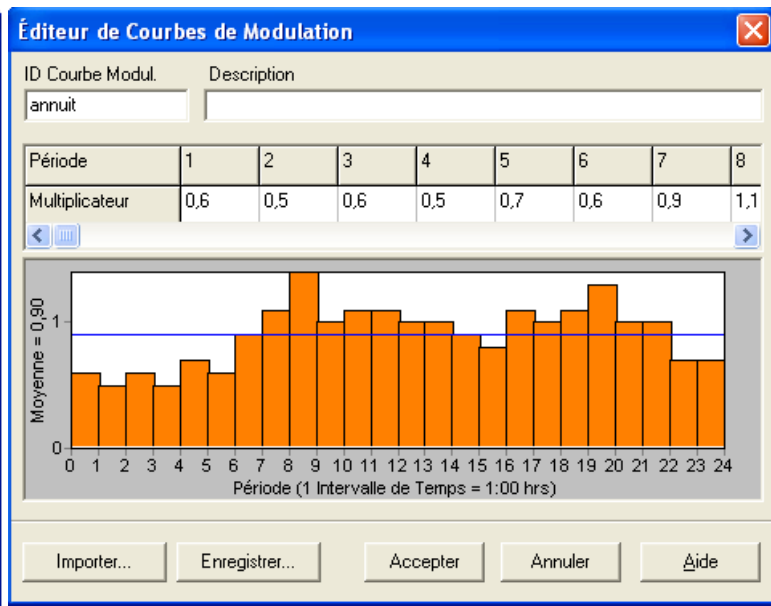 Éditeur de Courbes de Modulation
ID Courbe Modul. Description
annuit
Période 1 2 3 4 5 6 7 8
Multiplicateur 0,6 0,5 0,6 0,5 0,7 0,6 0,9 1,1
Moyenne = 0,90
1
0
0 1 2 3 4 5 6 7 8 9 10 11 12 13 14 15 16 17 18 19 20 21 22 23 24
Période (1 Intervalle de Temps = 1:00 hrs)
Importer... Enregistrer... Accepter Annuler Aide